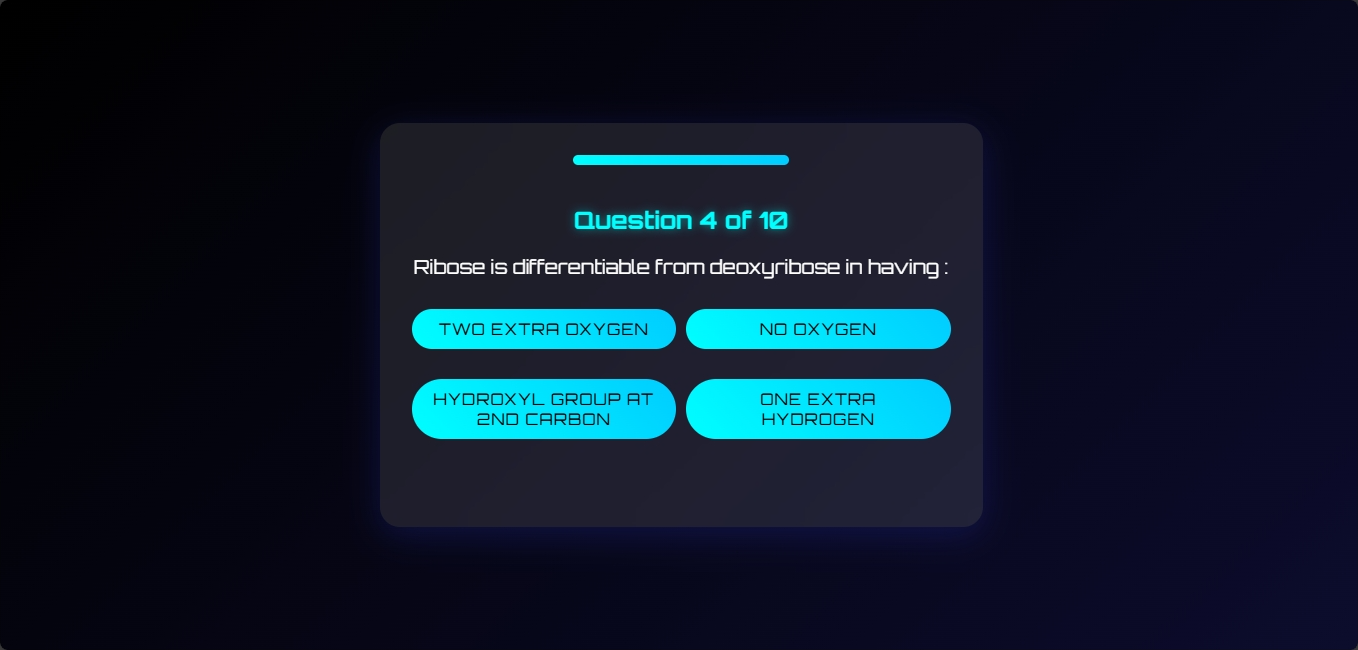 Question 4 of 10
Ribose is differentiable from deoxyribose in having :
TWO EXTRA OXYGEN
NO OXYGEN
HYDROXYL GROUP AT
2ND CARBON
ONE EXTRA
HYDROGEN